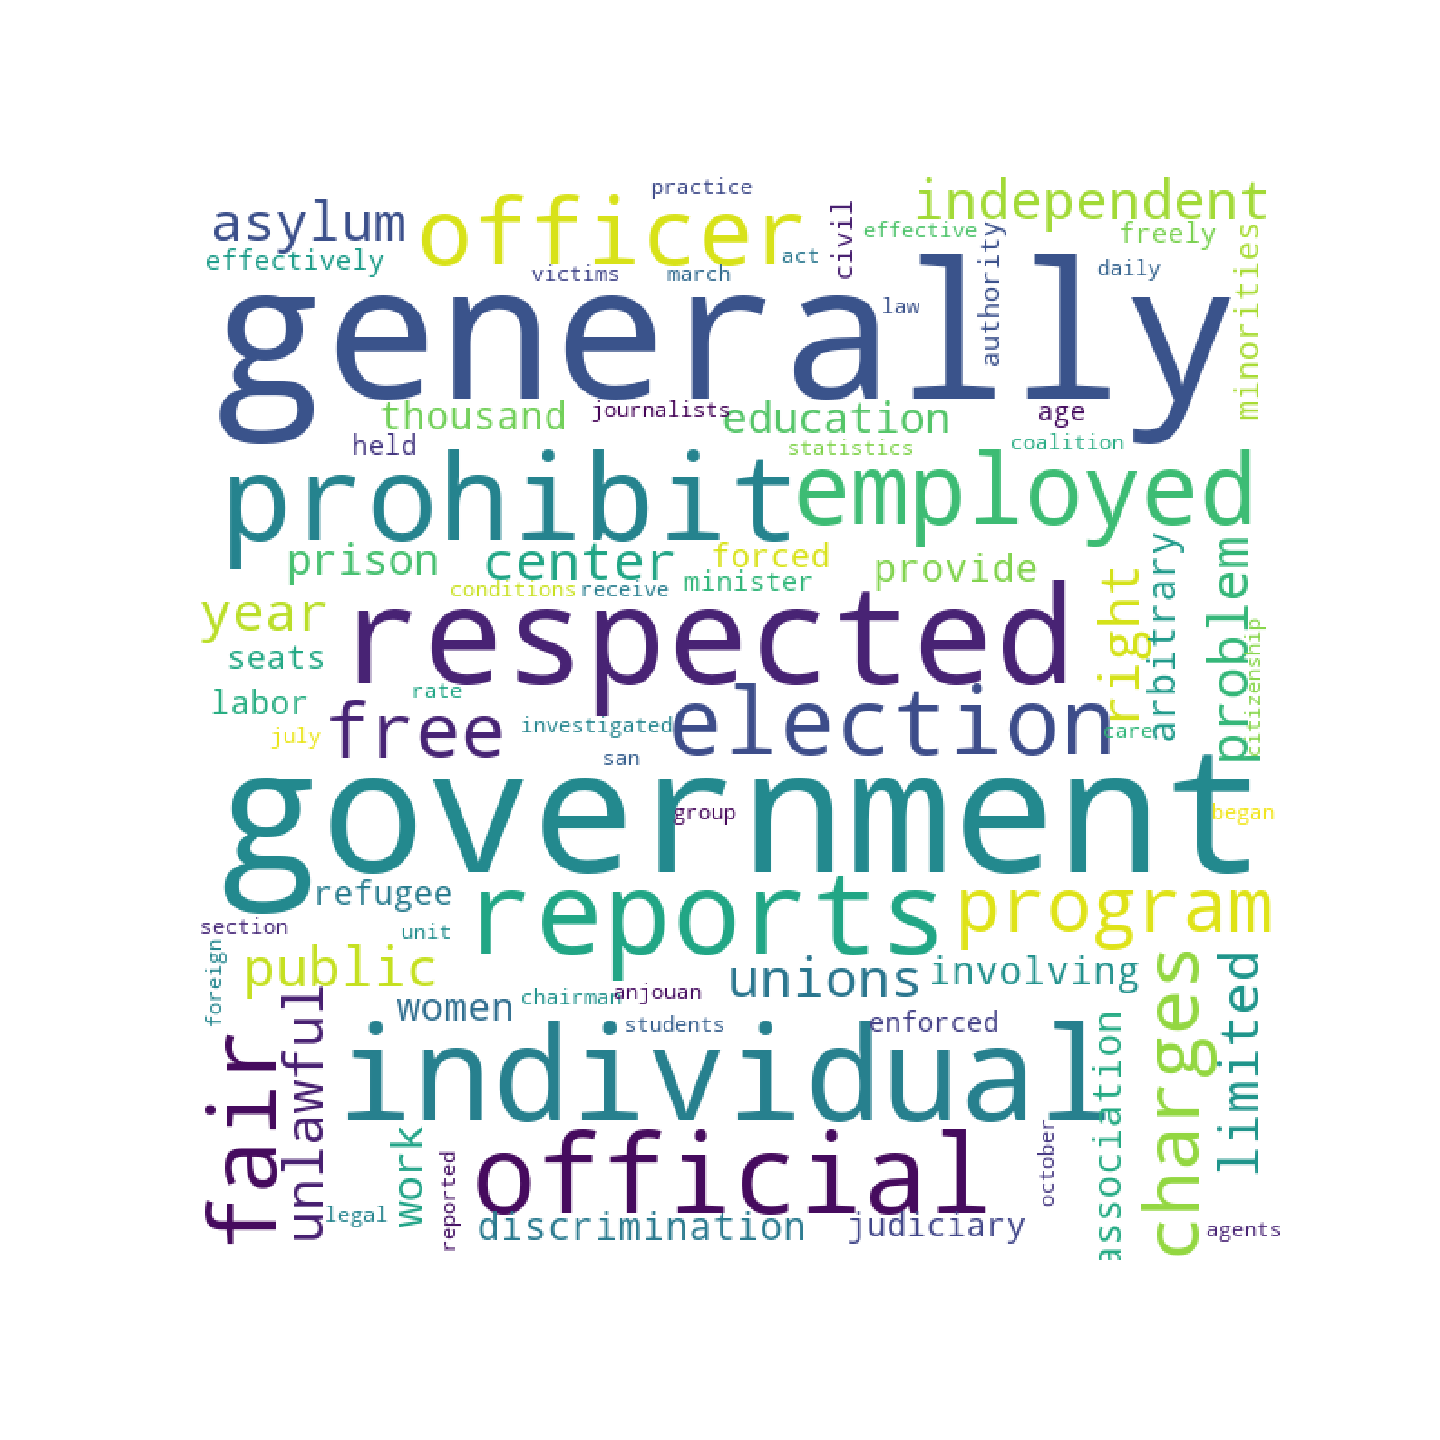 practice
independent
asylum
officer
civil
effective
freely
effectively
victims
march
act
authority
daily
minorities
generally
law
thousand
journalists
education
age
held
statistics
coalition
prohibit
employed
prison
center
forced
minister
provide
arbitrary
problem
right
conditions
receive
year
respected
citizenship
seats
labor
rate
free
investigated
election
care
july
san
government
group
began
refugee
reports
program
section
unit
public
foreign
women
chairman
anjouan
unions
involving
students
enforced
charges
limited
association
unlawful
fair
individual
work
reported
official
october
legal
discrimination
judiciary
agents